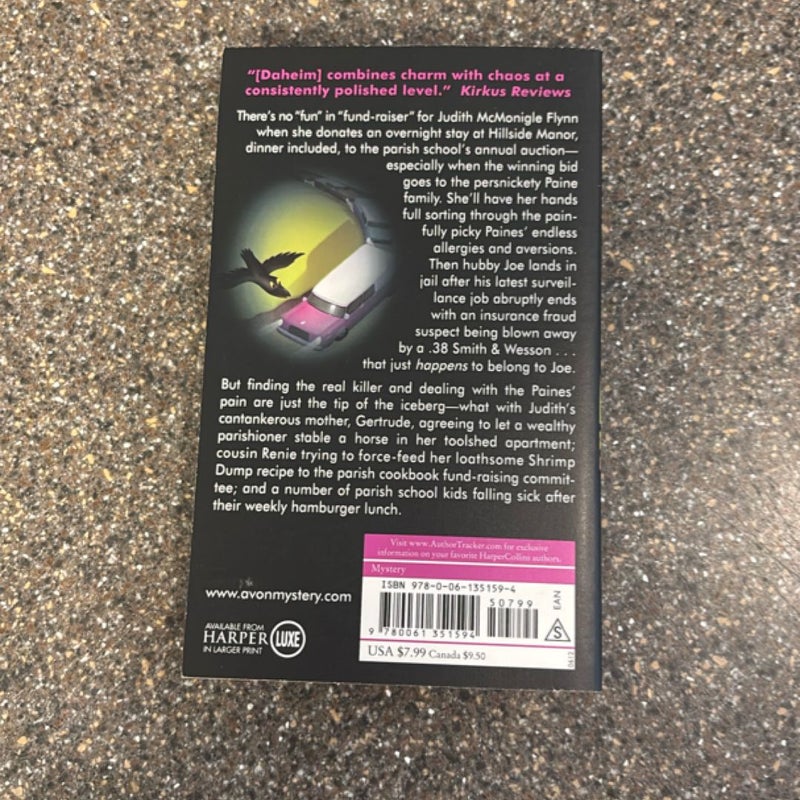 “[Daheim] combines charm with chaos at a
consistently polished level.” Kirkus Reviews
There's no “fun” in “fund-raiser” for Judith McMonigle Flynn
when she donates an overnight stay at Hillside Manor,
dinner included, to the parish school's annual auction—
especially when the winning bid
goes to the persnickety Paine
family. She'll have her hands
full sorting through the pain-
fully picky Paines' endless
allergies and aversions.
Then hubby Joe lands in
jail after his latest surveil-
lance job abruptly ends
with an insurance fraud
suspect being blown away
by a .38 Smith & Wesson . . .
that just happens to belong to Joe.
But finding the real killer and dealing with the Paines'
pain are just the tip of the iceberg—what with Judith's
cantankerous mother, Gertrude, agreeing to let a wealthy
parishioner stable a horse in her toolshed apartment;
cousin Renie trying to force-feed her loathsome Shrimp
Dump recipe to the parish cookbook fund-raising commit-
tee; and a number of parish school kids falling sick after
their weekly hamburger lunch.
Visit www.AuthorTracker.com for exclusive
information on your favorite HarperCollins authors.
Mystery
ISBN 978-0-06-135159-4
50799
EAN
9 780061 351594
S
USA $7.99 Canada $9.50
0612
www.avonmystery.com
AVAILABLE FROM
HARPER LUXE
IN LARGER PRINT